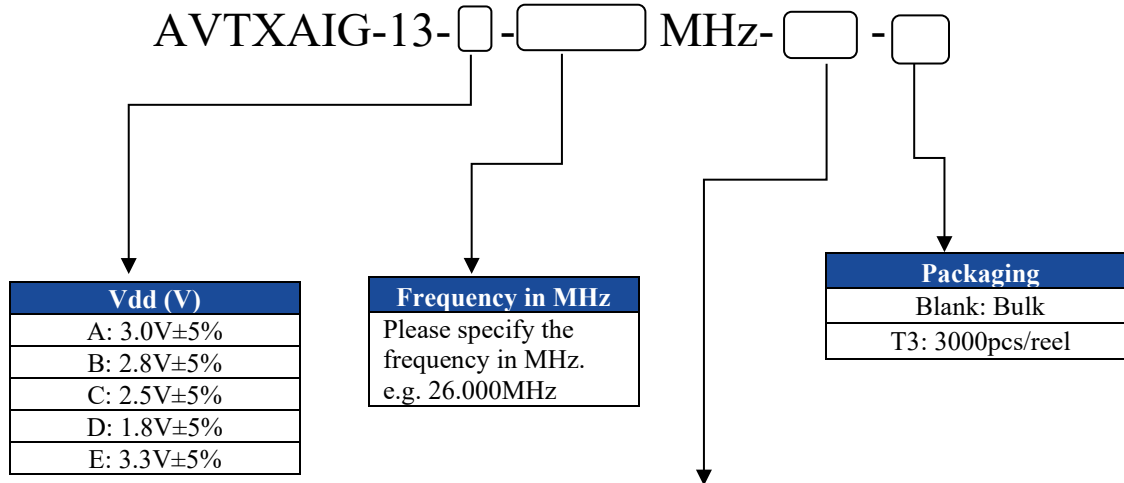 AVTXAIG-13- - MHz- -
Vdd (V)
A: 3.0V±5%
B: 2.8V±5%
C: 2.5V±5%
D: 1.8V±5%
E: 3.3V±5%
Frequency in MHz
Please specify the
frequency in MHz.
e.g. 26.000MHz
Packaging
Blank: Bulk
T3: 3000pcs/reel